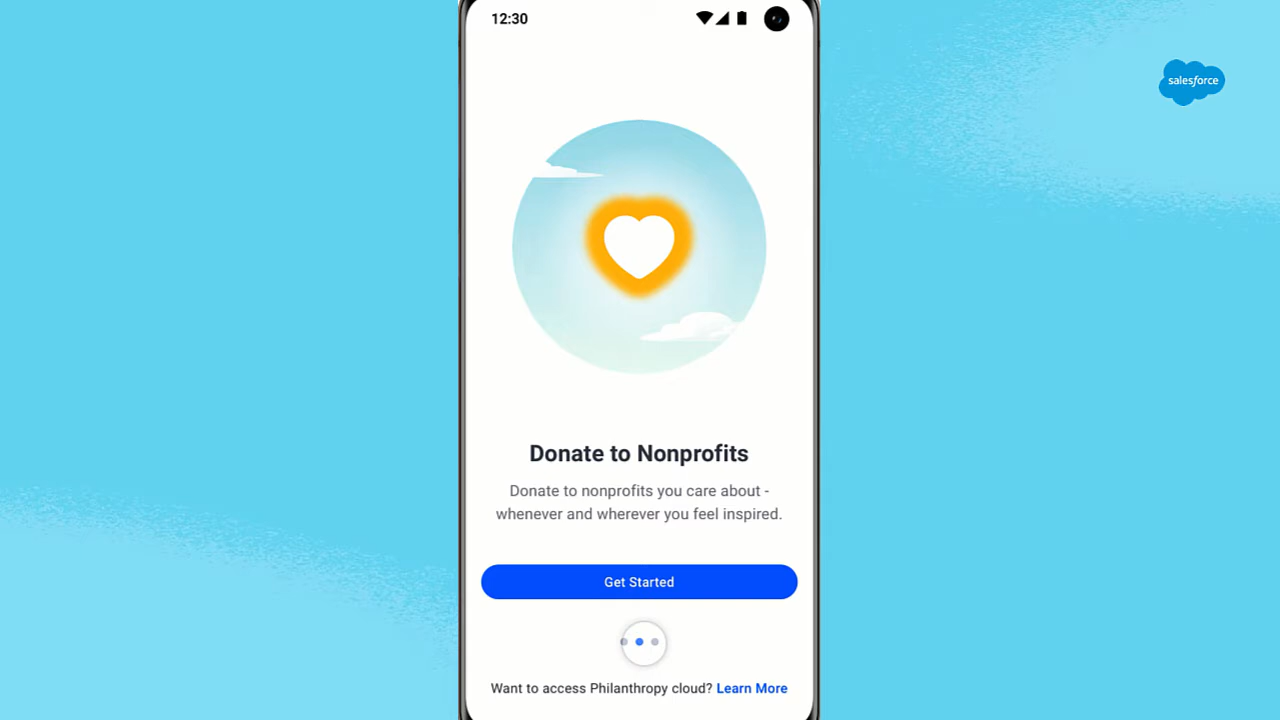 12:30
salesforce
Donate to Nonprofits
Donate to nonprofits you care about -
whenever and wherever you feel inspired.
Get Started
Want to access Philanthropy cloud? Learn More